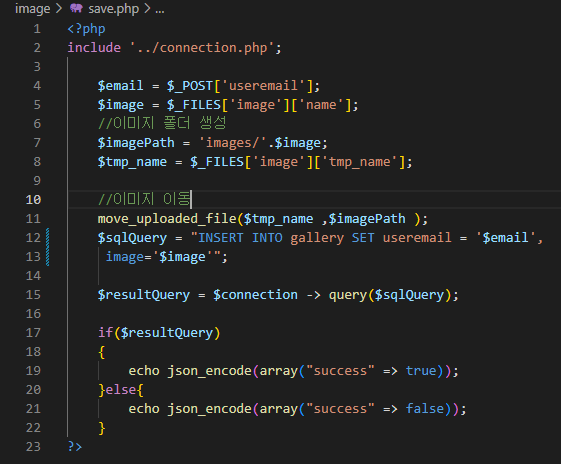 image > save.php > ...
1 <?php
2 include '../connection.php';
3
4 $email = $_POST['useremail'];
5 $image = $_FILES['image']['name'];
6 //이미지 폴더 생성
7 $imagePath = 'images/'.$image;
8 $tmp_name = $_FILES['image']['tmp_name'];
9
10 //이미지 이동
11 move_uploaded_file($tmp_name ,$imagePath );
12 $sqlQuery = "INSERT INTO gallery SET useremail = '$email',
13 image='$image'";
14
15 $resultQuery = $connection -> query($sqlQuery);
16
17 if($resultQuery)
18 {
19 echo json_encode(array("success" => true));
20 }else{
21 echo json_encode(array("success" => false));
22 }
23 ?>